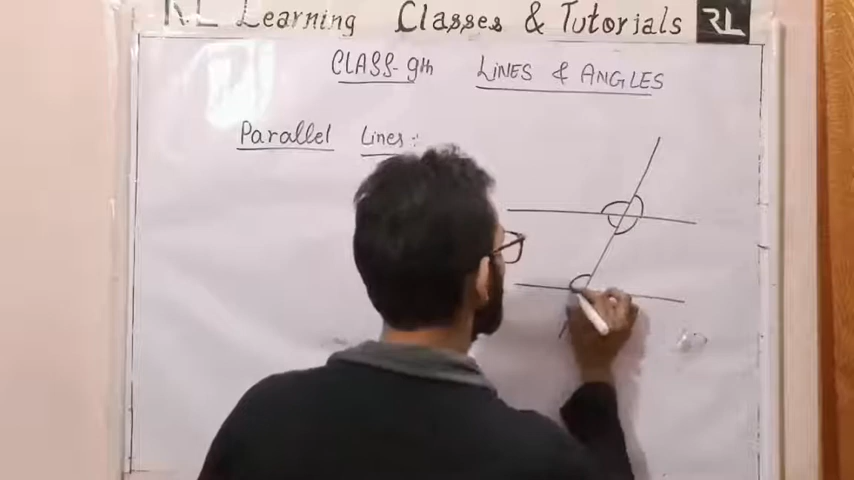 RL Learning Classes & Tutorials RL
CLASS-9th LINES & ANGLES
Parallel Lines: